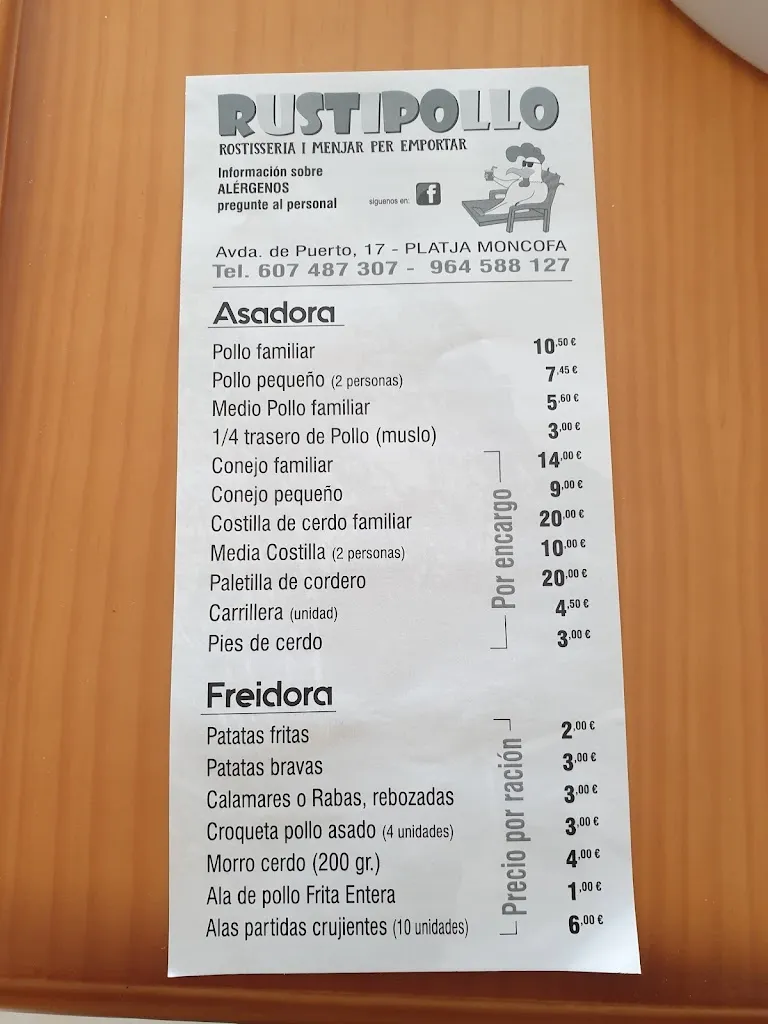 RUSTIPOLLO
ROSTISSERIA I MENJAR PER EMPORTAR
Información sobre
ALÉRGENOS
pregunte al personal
siguenos en: f
Avda. de Puerto, 17 - PLATJA MONCOFA
Tel. 607 487 307 - 964 588 127
Asadora
Pollo familiar 10,50 €
Pollo pequeño (2 personas) 7,45 €
Medio Pollo familiar 5,60 €
1/4 trasero de Pollo (muslo) 3,00 €
Conejo familiar 14,00 €
Conejo pequeño 9,00 €
Costilla de cerdo familiar 20,00 €
Media Costilla (2 personas) 10,00 €
Paletilla de cordero 20,00 €
Carrillera (unidad) 4,50 €
Pies de cerdo 3,00 €
Por encargo
Freidora
Patatas fritas 2,00 €
Patatas bravas 3,00 €
Calamares o Rabas, rebozadas 3,00 €
Croqueta pollo asado (4 unidades) 3,00 €
Morro cerdo (200 gr.) 4,00 €
Ala de pollo Frita Entera 1,00 €
Alas partidas crujientes (10 unidades) 6,00 €
Precio por ración